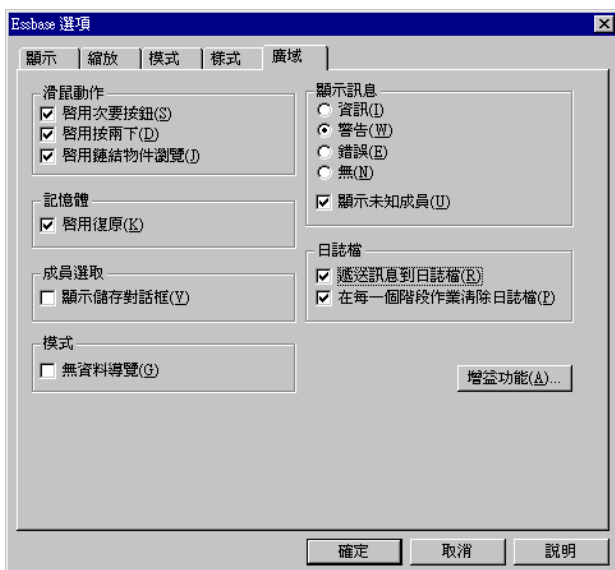 Essbase 選項
顯示
縮放
模式
樣式
廣域
滑鼠動作
啓用次要按鈕(S)
啓用按兩下(D)
啓用鏈結物件瀏覽(J)
記憶體
啓用復原(K)
成員選取
顯示儲存對話框(V)
模式
無資料導覽(G)
顯示訊息
資訊(I)
警告(W)
錯誤(E)
無(N)
顯示未知成員(U)
日誌檔
遞送訊息到日誌檔(R)
在每一個階段作業清除日誌檔(P)
增益功能(A)...
確定
取消
說明